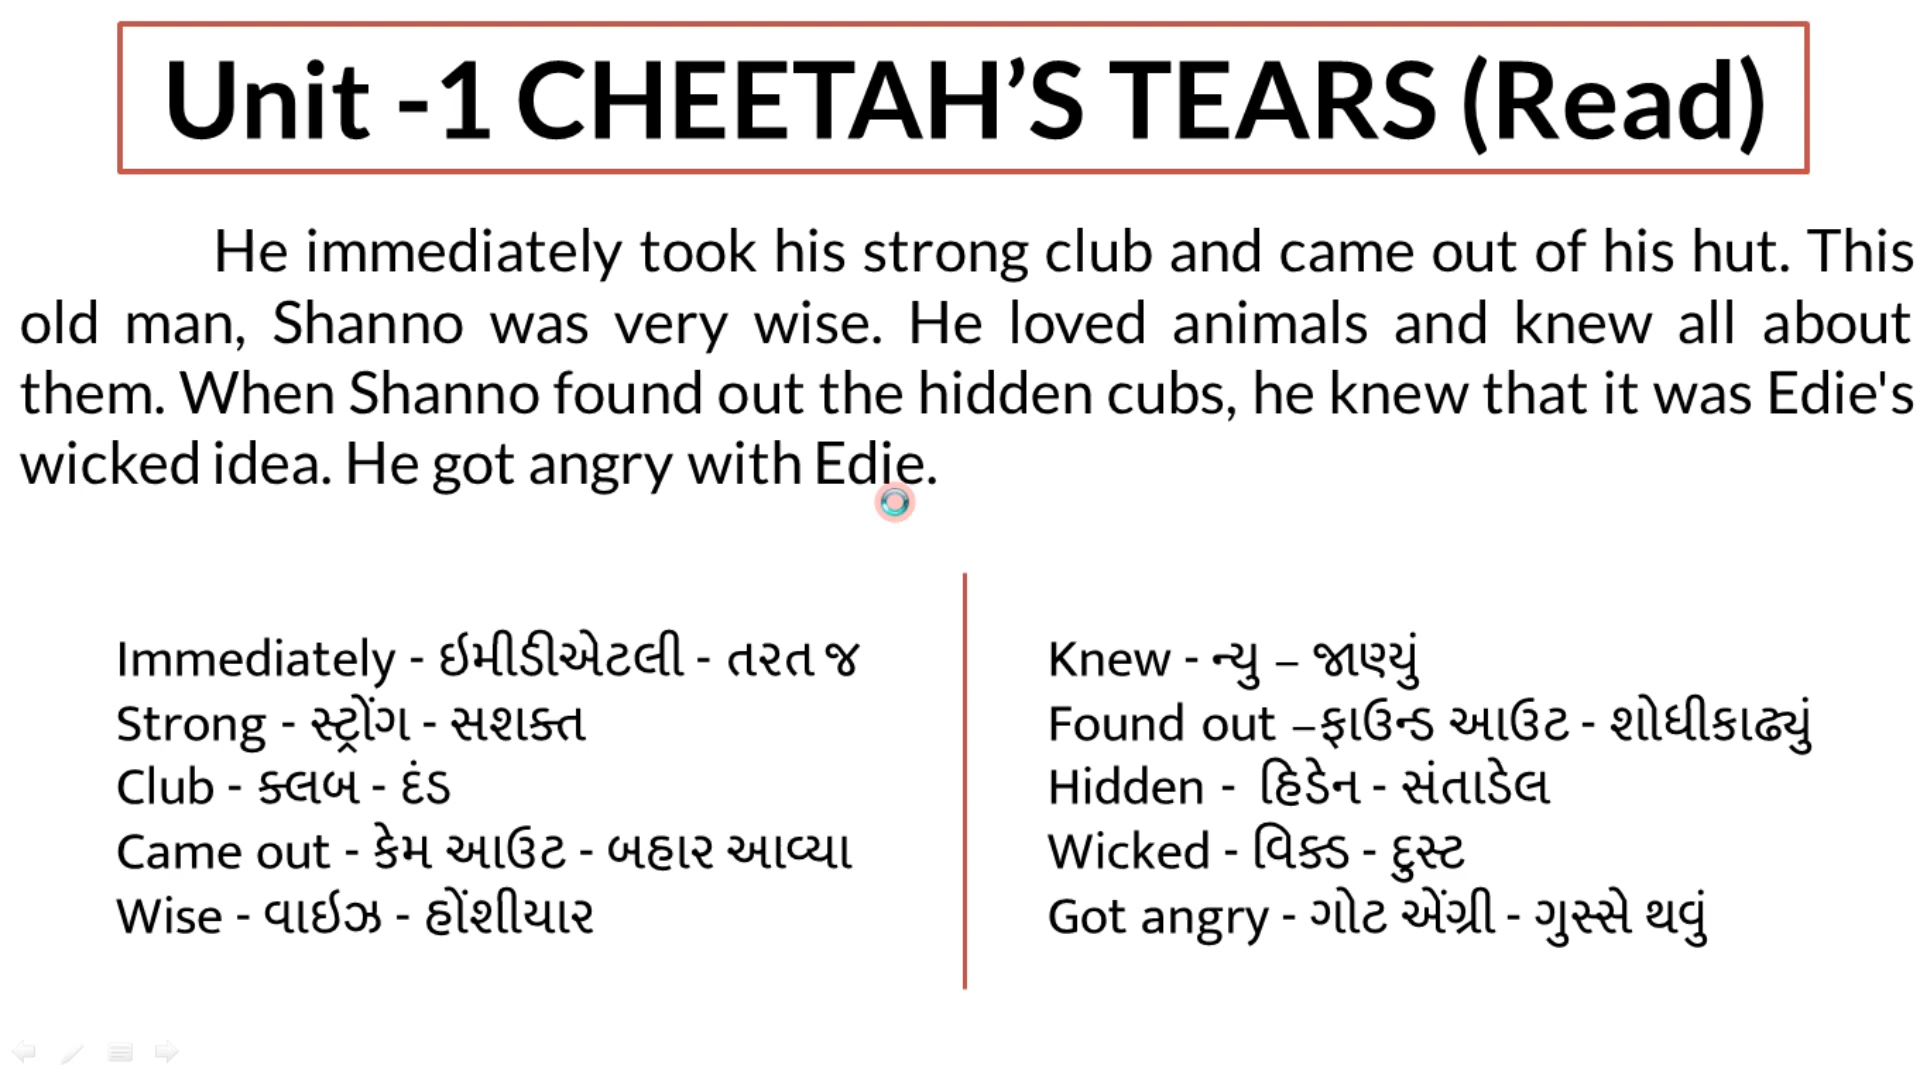 Unit -1 CHEETAH’S TEARS (Read)
He immediately took his strong club and came out of his hut. This
old man, Shanno was very wise. He loved animals and knew all about
them. When Shanno found out the hidden cubs, he knew that it was Edie's
wicked idea. He got angry with Edie.
Immediately - ઇમીડીએટલી - તરત જ
Strong - સ્ટ્રોંગ - સશક્ત
Club - ક્લબ - દંડ
Came out - કેમ આઉટ - બહાર આવ્યા
Wise - વાઇઝ - હોંશીયાર
Knew - ન્યુ – જાણ્યું
Found out –ફાઉન્ડ આઉટ - શોધીકાઢ્યું
Hidden - હિડેન - સંતાડેલ
Wicked - વિક્ડ - દુસ્ટ
Got angry - ગોટ એંગ્રી - ગુસ્સે થવું